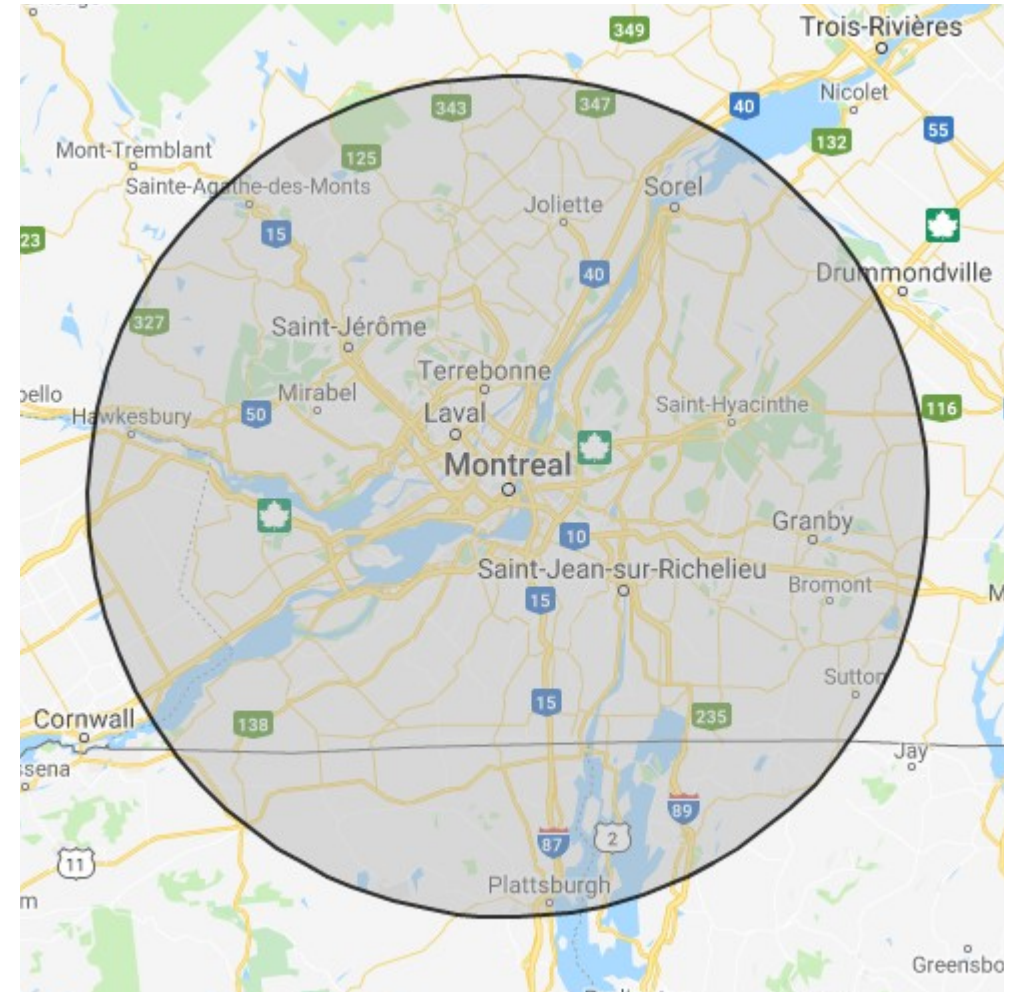 349
Trois-Rivières
Nicolet
343
347
40
132
55
Mont-Tremblant
125
Sainte-Agathe-des-Monts
Sorel
Joliette
15
23
40
Drummondville
327
Saint-Jérôme
Terrebonne
Mirabel
Saint-Hyacinthe
116
50
Laval
Hawkesbury
Montreal
Granby
10
Saint-Jean-sur-Richelieu
Bromont
15
Sutton
15
235
Cornwall
138
Jay
89
87
2
11
Plattsburgh